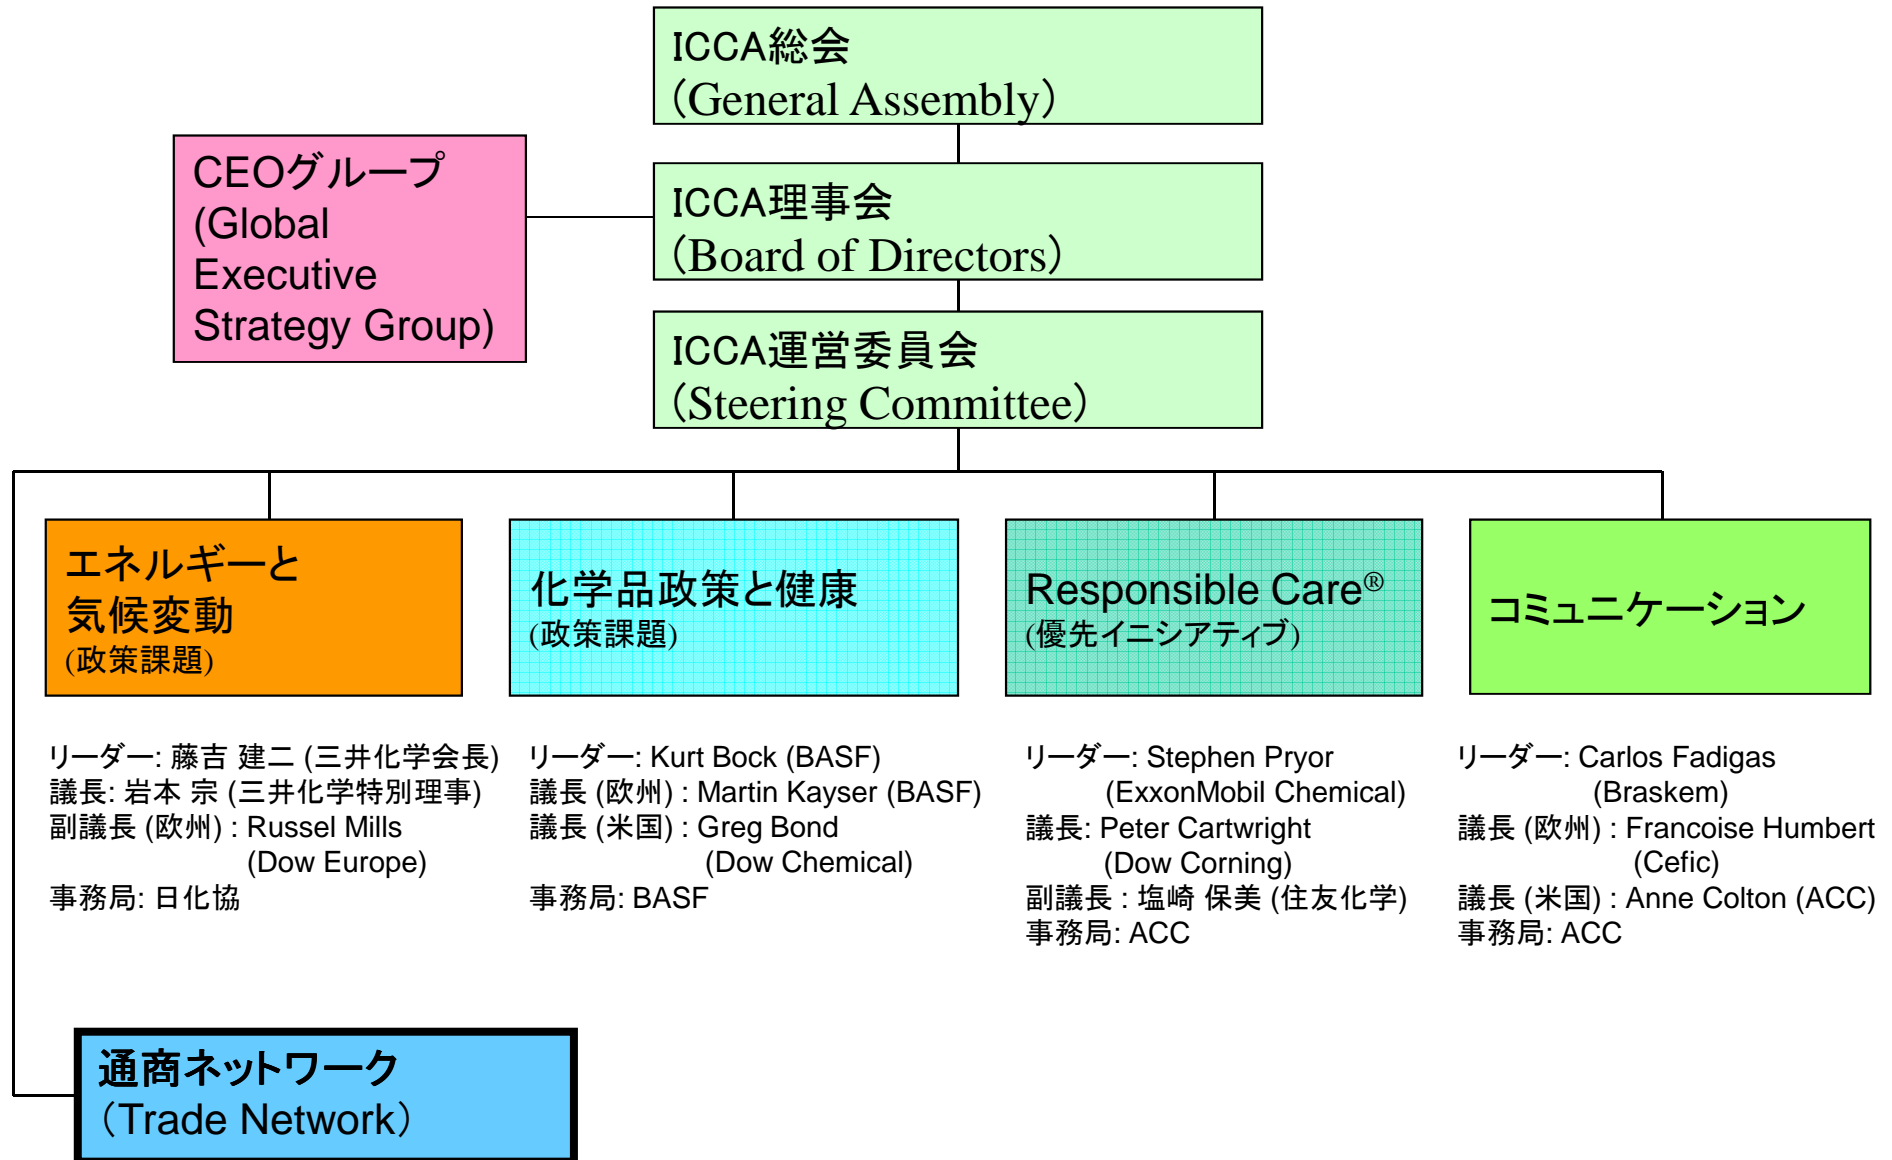 ICCA総会
（General Assembly）
CEOグループ
(Global
Executive
Strategy Group)
ICCA理事会
（Board of Directors）
ICCA運営委員会
（Steering Committee）
エネルギーと
気候変動
(政策課題)
化学品政策と健康
(政策課題)
Responsible Care®
(優先イニシアティブ)
コミュニケーション
リーダー: 藤吉 建二 (三井化学会長)
議長: 岩本 宗 (三井化学特別理事)
副議長 (欧州) : Russel Mills
(Dow Europe)
事務局: 日化協
リーダー: Kurt Bock (BASF)
議長 (欧州) : Martin Kayser (BASF)
議長 (米国) : Greg Bond
(Dow Chemical)
事務局: BASF
リーダー: Stephen Pryor
(ExxonMobil Chemical)
議長: Peter Cartwright
(Dow Corning)
副議長 : 塩崎 保美 (住友化学)
事務局: ACC
リーダー: Carlos Fadigas
(Braskem)
議長 (欧州) : Francoise Humbert
(Cefic)
議長 (米国) : Anne Colton (ACC)
事務局: ACC
通商ネットワーク
（Trade Network）